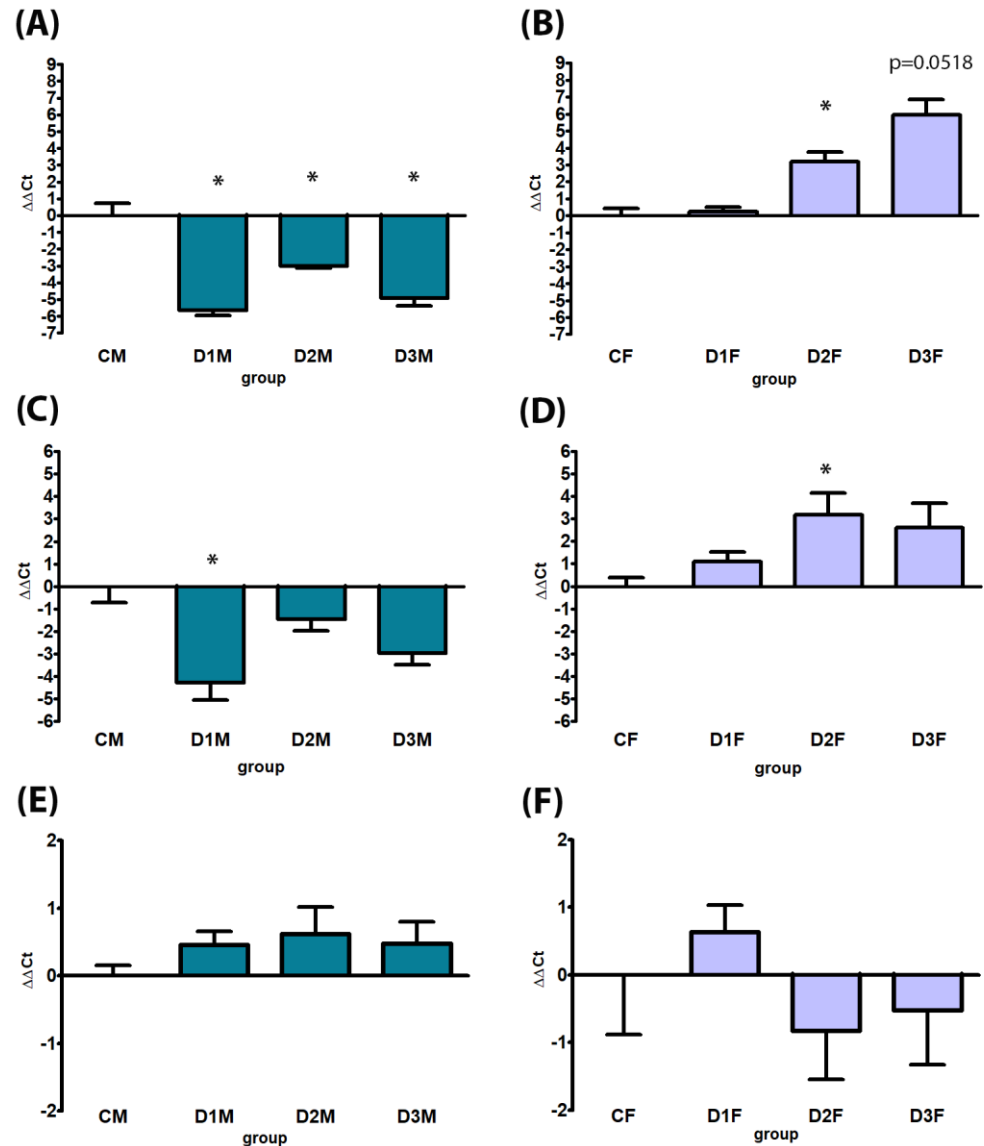 (A)
9
8
7
6
5
4
3
2
1
0
-1
-2
-3
-4
-5
-6
-7
ΔΔCt
* * *
CM D1M D2M D3M
group
(B)
p=0.0518
9
8
7
6
5
4
3
2
1
0
-1
-2
-3
-4
-5
-6
-7
ΔΔCt
*
CF D1F D2F D3F
group
(C)
6
5
4
3
2
1
0
-1
-2
-3
-4
-5
-6
ΔΔCt
*
CM D1M D2M D3M
group
(D)
6
5
4
3
2
1
0
-1
-2
-3
-4
-5
-6
ΔΔCt
*
CF D1F D2F D3F
group
(E)
2
1
0
-1
-2
ΔΔCt
CM D1M D2M D3M
group
(F)
2
1
0
-1
-2
ΔΔCt
CF D1F D2F D3F
group